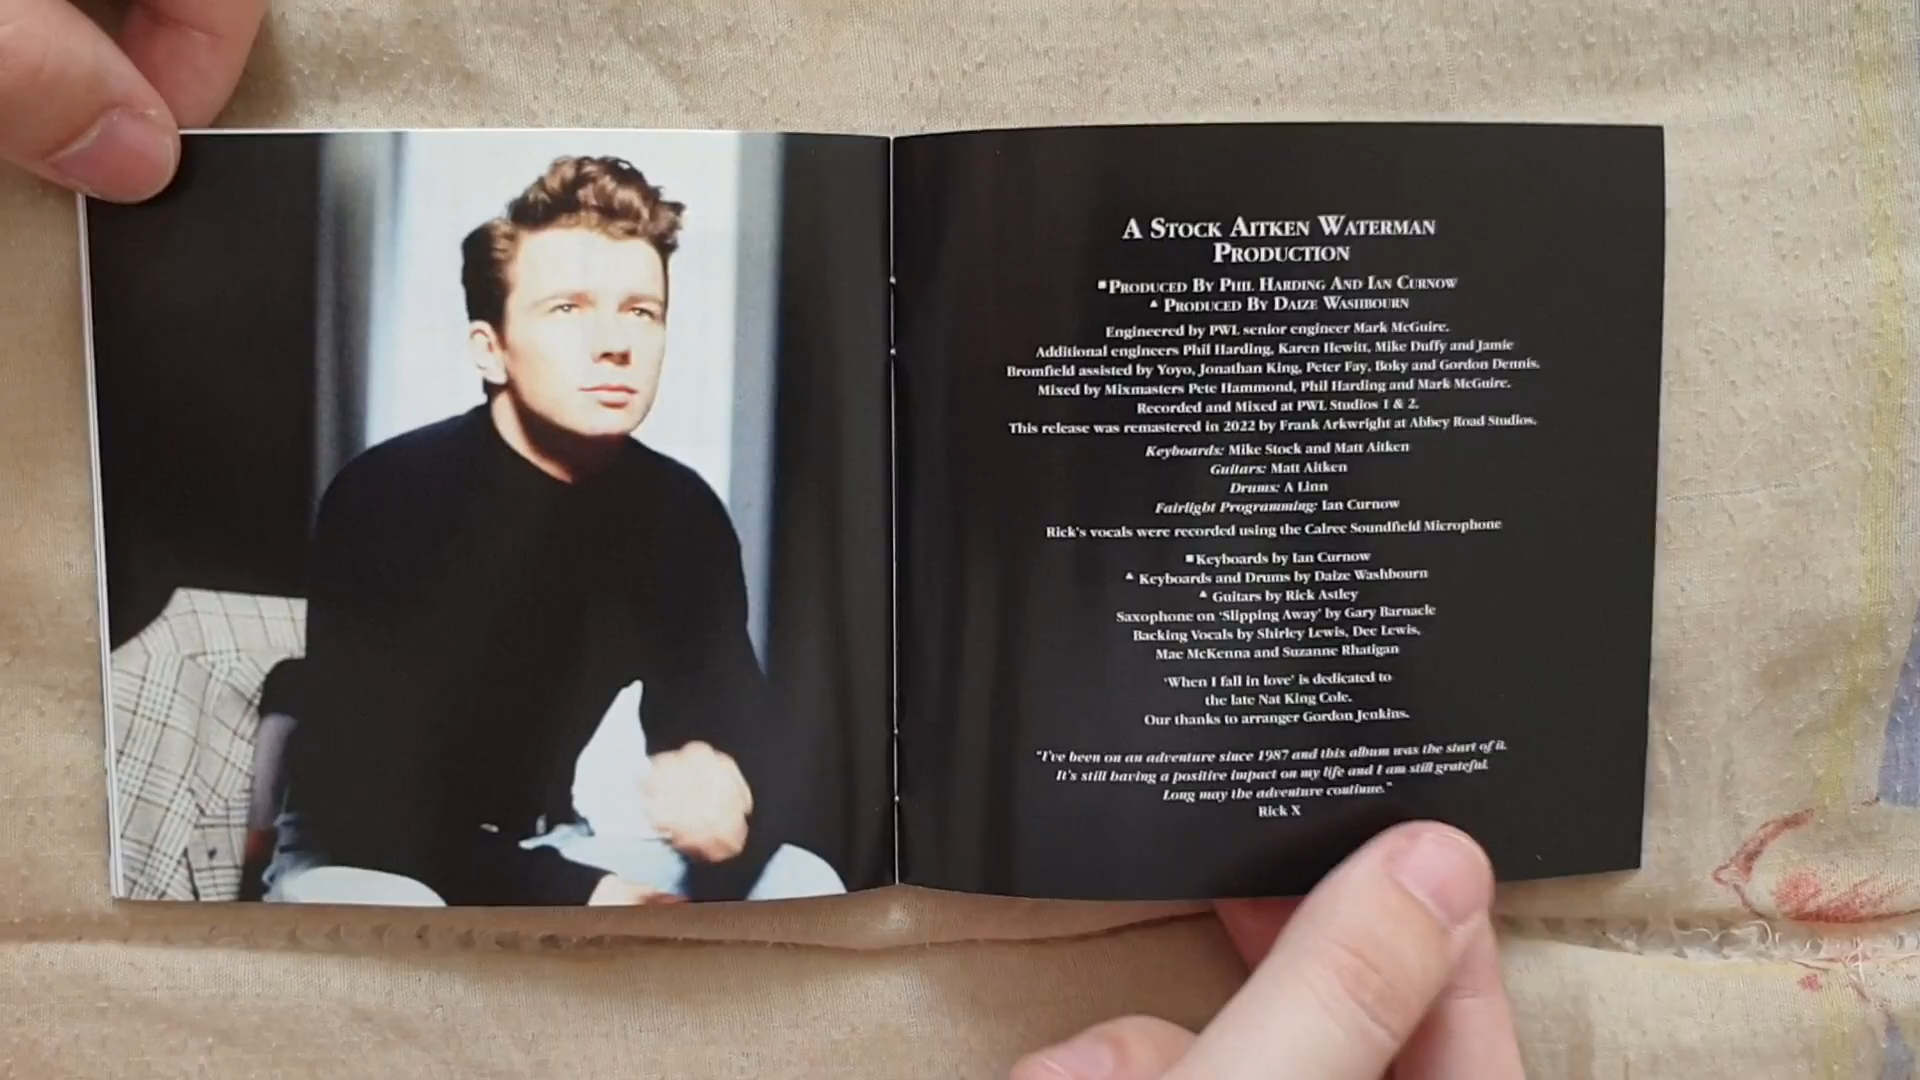 A STOCK AITKEN WATERMAN
PRODUCTION
■PRODUCED BY PHIL HARDING AND IAN CURNOW
▲ PRODUCED BY DAIZE WASHBOURN
Engineered by PWL senior engineer Mark McGuire.
Additional engineers Phil Harding, Karen Hewitt, Mike Duffy and Jamie
Bromfield assisted by Yoyo, Jonathan King, Peter Fay, Boky and Gordon Dennis.
Mixed by Mixmasters Pete Hammond, Phil Harding and Mark McGuire.
Recorded and Mixed at PWL Studios 1 & 2.
This release was remastered in 2022 by Frank Arkwright at Abbey Road Studios.
Keyboards: Mike Stock and Matt Aitken
Guitars: Matt Aitken
Drums: A Linn
Fairlight Programming: Ian Curnow
Rick's vocals were recorded using the Calrec Soundfield Microphone
■Keyboards by Ian Curnow
▲ Keyboards and Drums by Daize Washbourn
▲ Guitars by Rick Astley
Saxophone on ‘Slipping Away’ by Gary Barnacle
Backing Vocals by Shirley Lewis, Dee Lewis,
Mae McKenna and Suzanne Rhatigan
‘When I fall in love’ is dedicated to
the late Nat King Cole.
Our thanks to arranger Gordon Jenkins.
"I've been on an adventure since 1987 and this album was the start of it.
It's still having a positive impact on my life and I am still grateful.
Long may the adventure continue."
Rick X